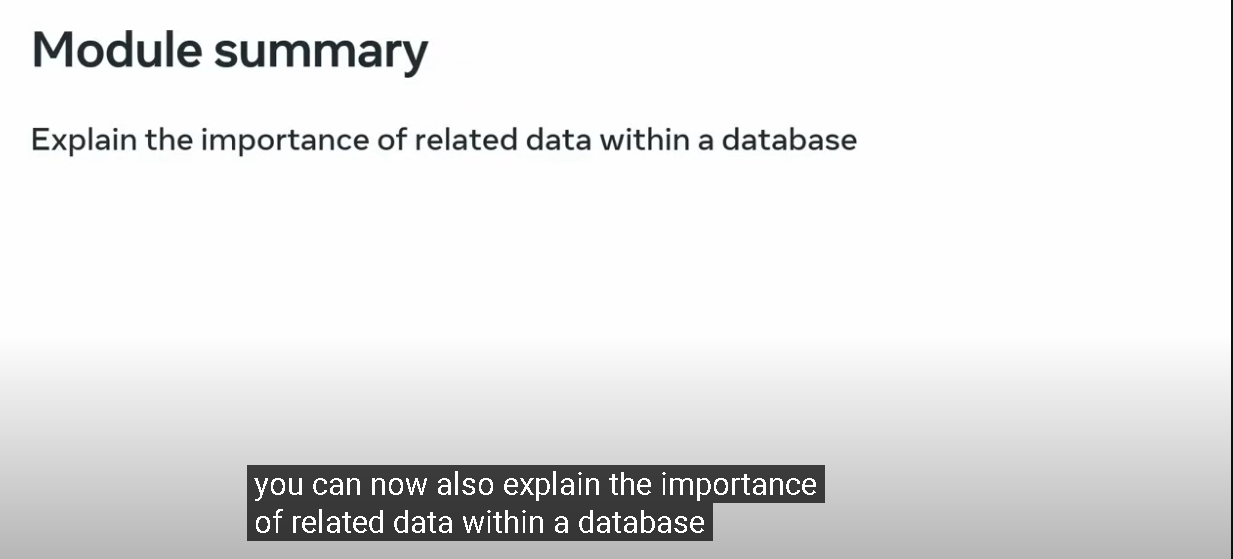 Module summary
Explain the importance of related data within a database
you can now also explain the importance
of related data within a database